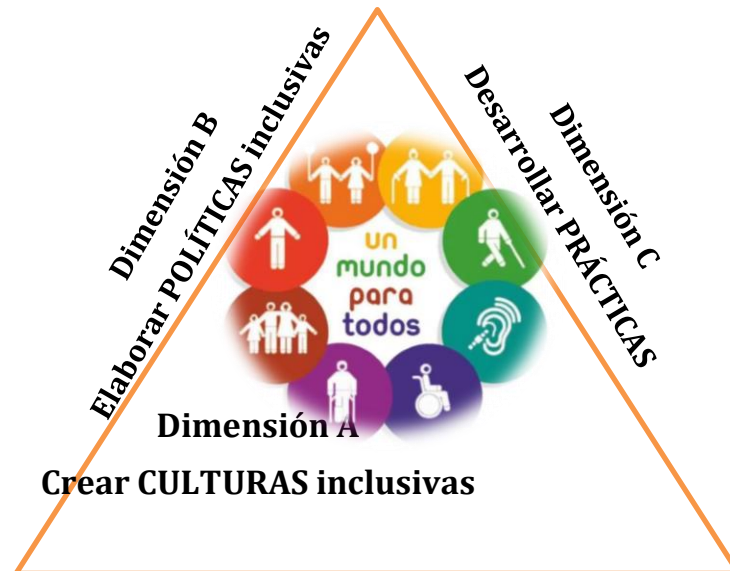 Dimensión B
Elaborar POLÍTICAS inclusivas
Dimensión C
Desarrollar PRÁCTICAS
un
mundo
para
todos
Dimensión A
Crear CULTURAS inclusivas